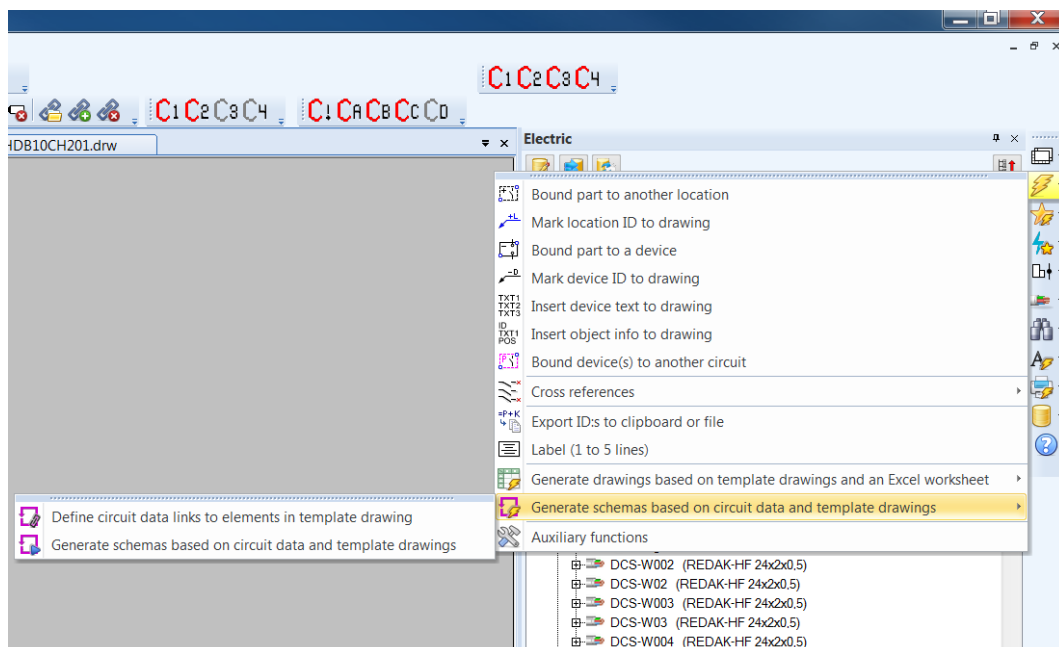 C1 C2 C3 C4
C1 C2 C3 C4
C! CA CB CC CD
HDB10CH201.drw
Electric
Bound part to another location
+L
Mark location ID to drawing
Bound part to a device
-D
Mark device ID to drawing
TXT1
TXT2
TXT3
Insert device text to drawing
ID
TXT1
POS
Insert object info to drawing
P
Bound device(s) to another circuit
Cross references
=P+K
Export ID:s to clipboard or file
Label (1 to 5 lines)
Generate drawings based on template drawings and an Excel worksheet
Generate schemas based on circuit data and template drawings
Define circuit data links to elements in template drawing
Generate schemas based on circuit data and template drawings
Auxiliary functions
DCS-W002 (REDAK-HF 24x2x0,5)
DCS-W02 (REDAK-HF 24x2x0,5)
DCS-W003 (REDAK-HF 24x2x0,5)
DCS-W03 (REDAK-HF 24x2x0,5)
DCS-W004 (REDAK-HF 24x2x0,5)
A
?